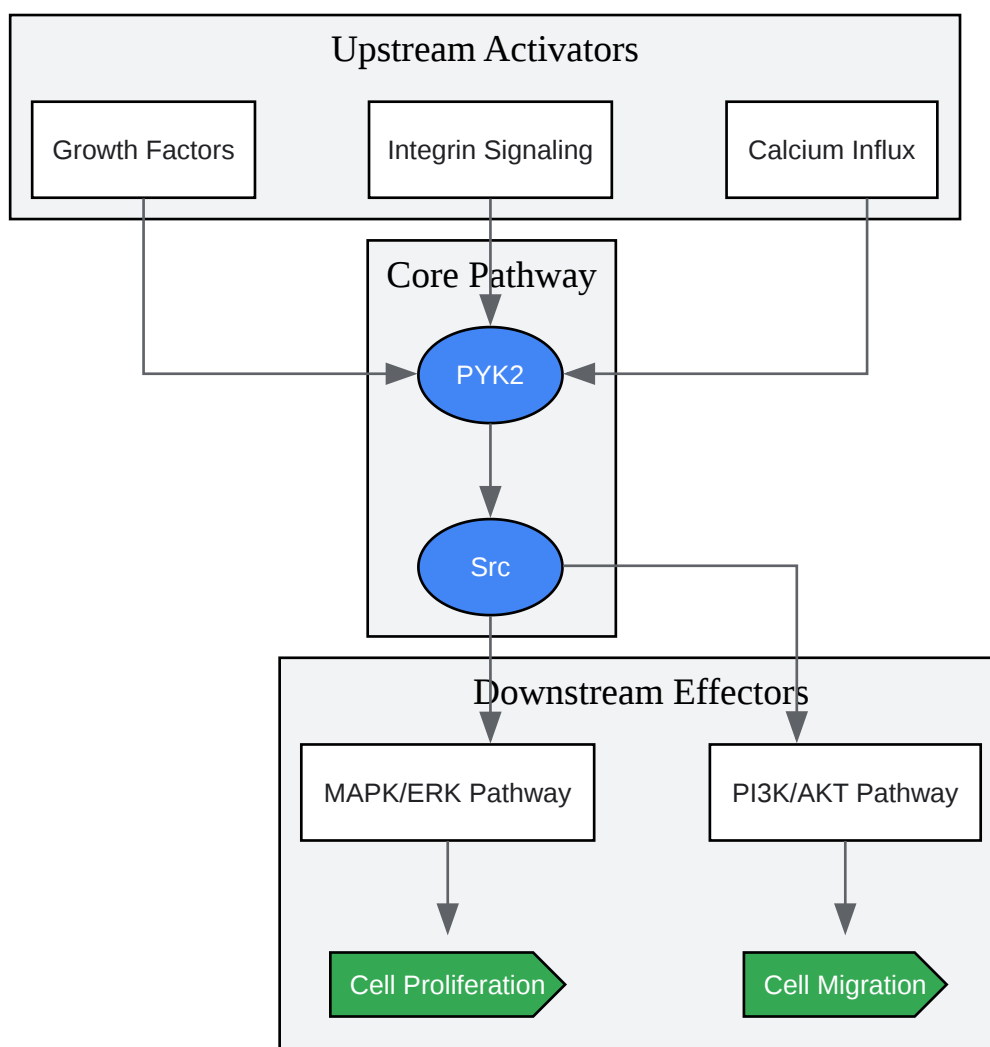 Upstream Activators
Growth Factors
Integrin Signaling
Calcium Influx
Core Pathway
PYK2
Src
Downstream Effectors
MAPK/ERK Pathway
PI3K/AKT Pathway
Cell Proliferation
Cell Migration